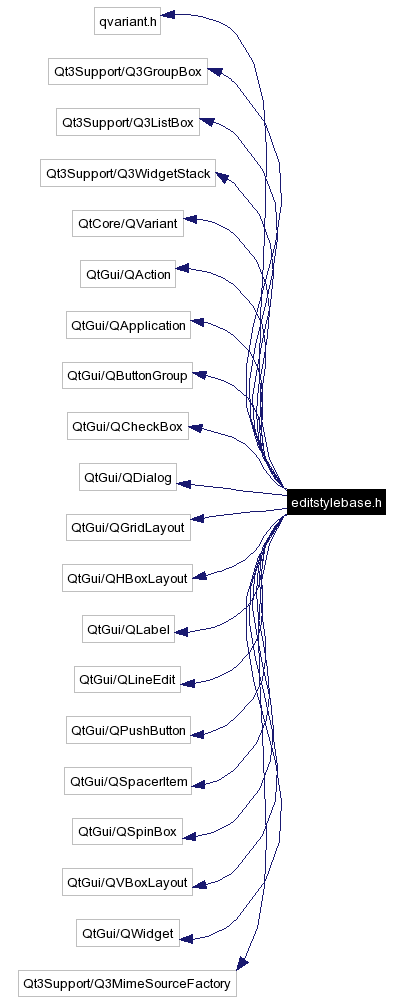 qvariant.h
Qt3Support/Q3GroupBox
Qt3Support/Q3ListBox
Qt3Support/Q3WidgetStack
QtCore/QVariant
QtGui/QAction
QtGui/QApplication
QtGui/QButtonGroup
QtGui/QCheckBox
QtGui/QDialog
editstylebase.h
QtGui/QGridLayout
QtGui/QHBoxLayout
QtGui/QLabel
QtGui/QLineEdit
QtGui/QPushButton
QtGui/QSpacerItem
QtGui/QSpinBox
QtGui/QVBoxLayout
QtGui/QWidget
Qt3Support/Q3MimeSourceFactory